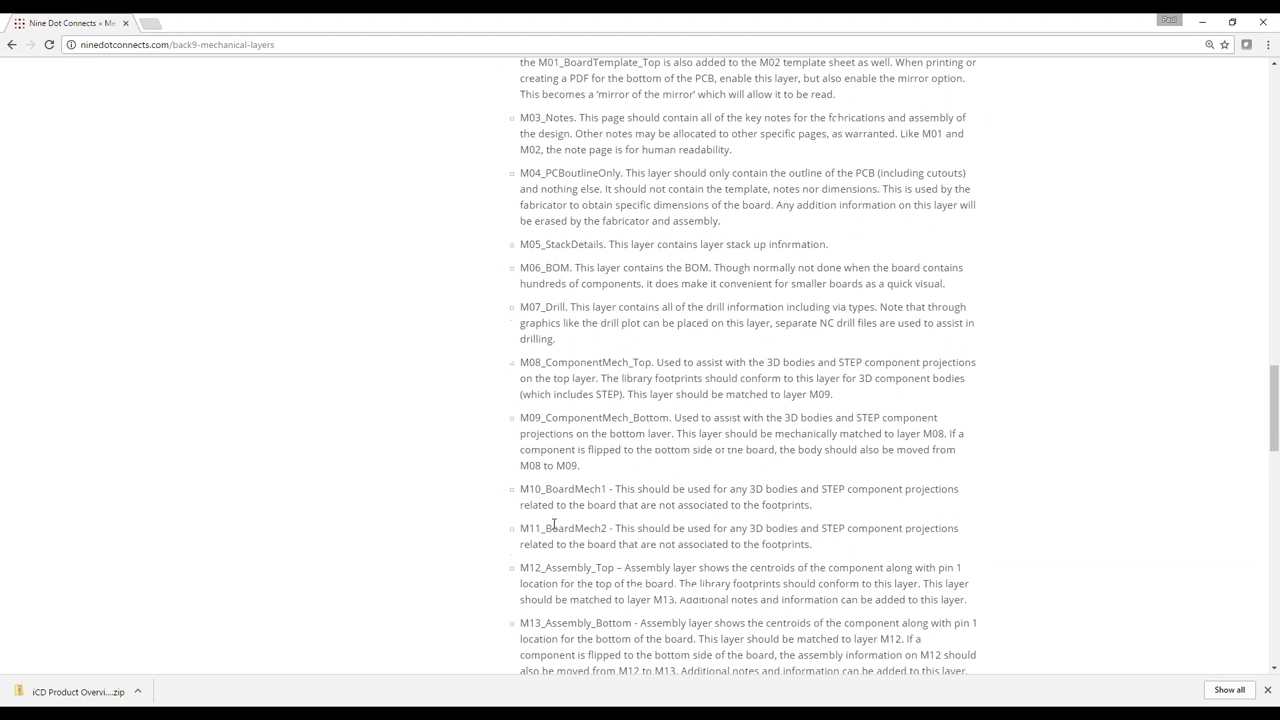 Nine Dot Connects » Me
Paul
ninedotconnects.com/back9-mechanical-layers
the M01_BoardTemplate_Top is also added to the M02 template sheet as well. When printing or
creating a PDF for the bottom of the PCB, enable this layer, but also enable the mirror option.
This becomes a 'mirror of the mirror' which will allow it to be read.
M03_Notes. This page should contain all of the key notes for the fabrications and assembly of
the design. Other notes may be allocated to other specific pages, as warranted. Like M01 and
M02, the note page is for human readability.
M04_PCBoutlineOnly. This layer should only contain the outline of the PCB (including cutouts)
and nothing else. It should not contain the template, notes nor dimensions. This is used by the
fabricator to obtain specific dimensions of the board. Any addition information on this layer will
be erased by the fabricator and assembly.
M05_StackDetails. This layer contains layer stack up information.
M06_BOM. This layer contains the BOM. Though normally not done when the board contains
hundreds of components, it does make it convenient for smaller boards as a quick visual.
M07_Drill. This layer contains all of the drill information including via types. Note that through
graphics like the drill plot can be placed on this layer, separate NC drill files are used to assist in
drilling.
M08_ComponentMech_Top. Used to assist with the 3D bodies and STEP component projections
on the top layer. The library footprints should conform to this layer for 3D component bodies
(which includes STEP). This layer should be matched to layer M09.
M09_ComponentMech_Bottom. Used to assist with the 3D bodies and STEP component
projections on the bottom layer. This layer should be mechanically matched to layer M08. If a
component is flipped to the bottom side of the board, the body should also be moved from
M08 to M09.
M10_BoardMech1 - This should be used for any 3D bodies and STEP component projections
related to the board that are not associated to the footprints.
M11_BoardMech2 - This should be used for any 3D bodies and STEP component projections
related to the board that are not associated to the footprints.
M12_Assembly_Top – Assembly layer shows the centroids of the component along with pin 1
location for the top of the board. The library footprints should conform to this layer. This layer
should be matched to layer M13. Additional notes and information can be added to this layer.
M13_Assembly_Bottom - Assembly layer shows the centroids of the component along with pin 1
location for the bottom of the board. This layer should be matched to layer M12. If a
component is flipped to the bottom side of the board, the assembly information on M12 should
also be moved from M12 to M13. Additional notes and information can be added to this layer.
iCD Product Overvi....zip
Show all